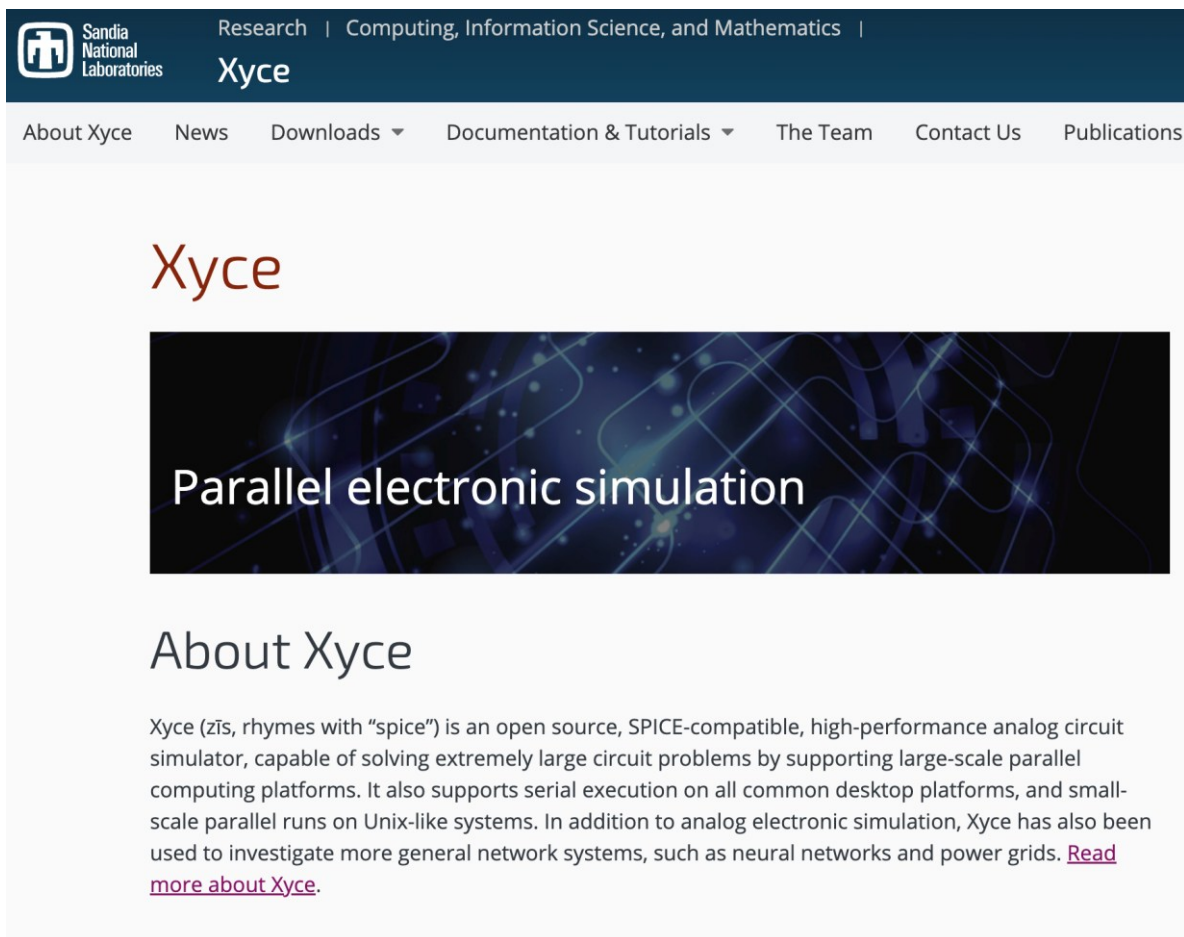 Sandia
National
Laboratories
Research | Computing, Information Science, and Mathematics |
Xyce
About Xyce News Downloads Documentation & Tutorials The Team Contact Us Publications
Xyce
Parallel electronic simulation
About Xyce
Xyce (zīs, rhymes with “spice”) is an open source, SPICE-compatible, high-performance analog circuit
simulator, capable of solving extremely large circuit problems by supporting large-scale parallel
computing platforms. It also supports serial execution on all common desktop platforms, and small-
scale parallel runs on Unix-like systems. In addition to analog electronic simulation, Xyce has also been
used to investigate more general network systems, such as neural networks and power grids. Read
more about Xyce.